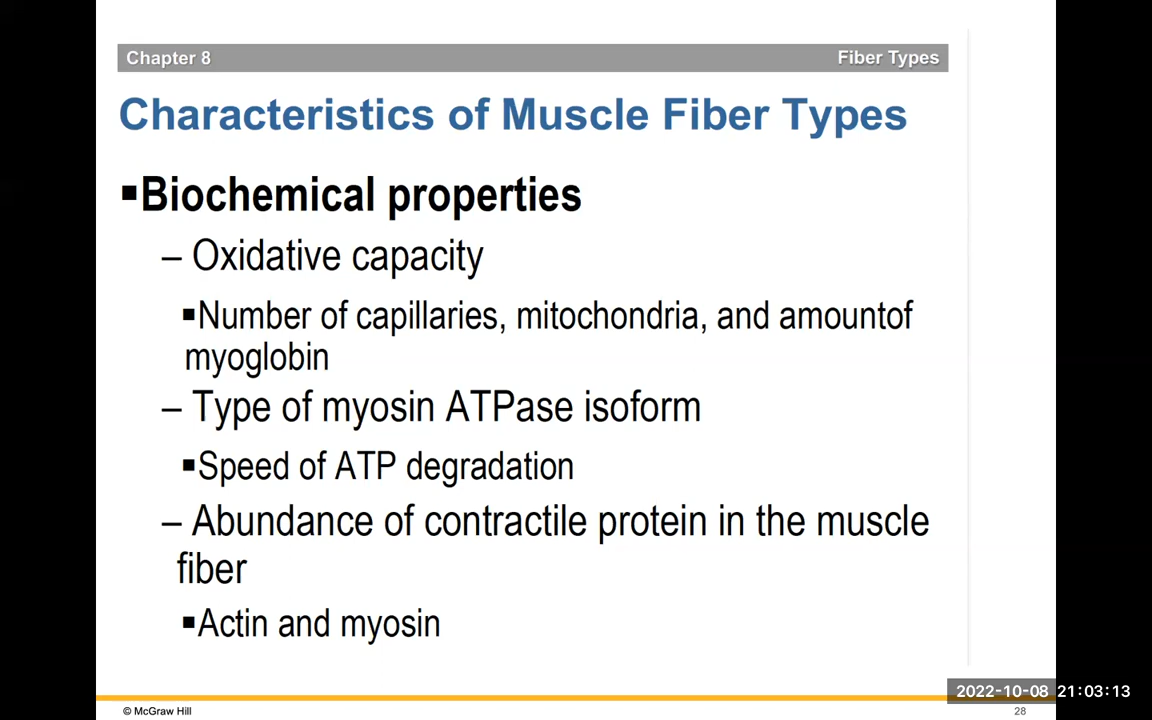 Chapter 8 Fiber Types
Characteristics of Muscle Fiber Types
▪Biochemical properties
– Oxidative capacity
▪Number of capillaries, mitochondria, and amountof
myoglobin
– Type of myosin ATPase isoform
▪Speed of ATP degradation
– Abundance of contractile protein in the muscle
fiber
▪Actin and myosin
2022-10-08 21:03:13
© McGraw Hill 28